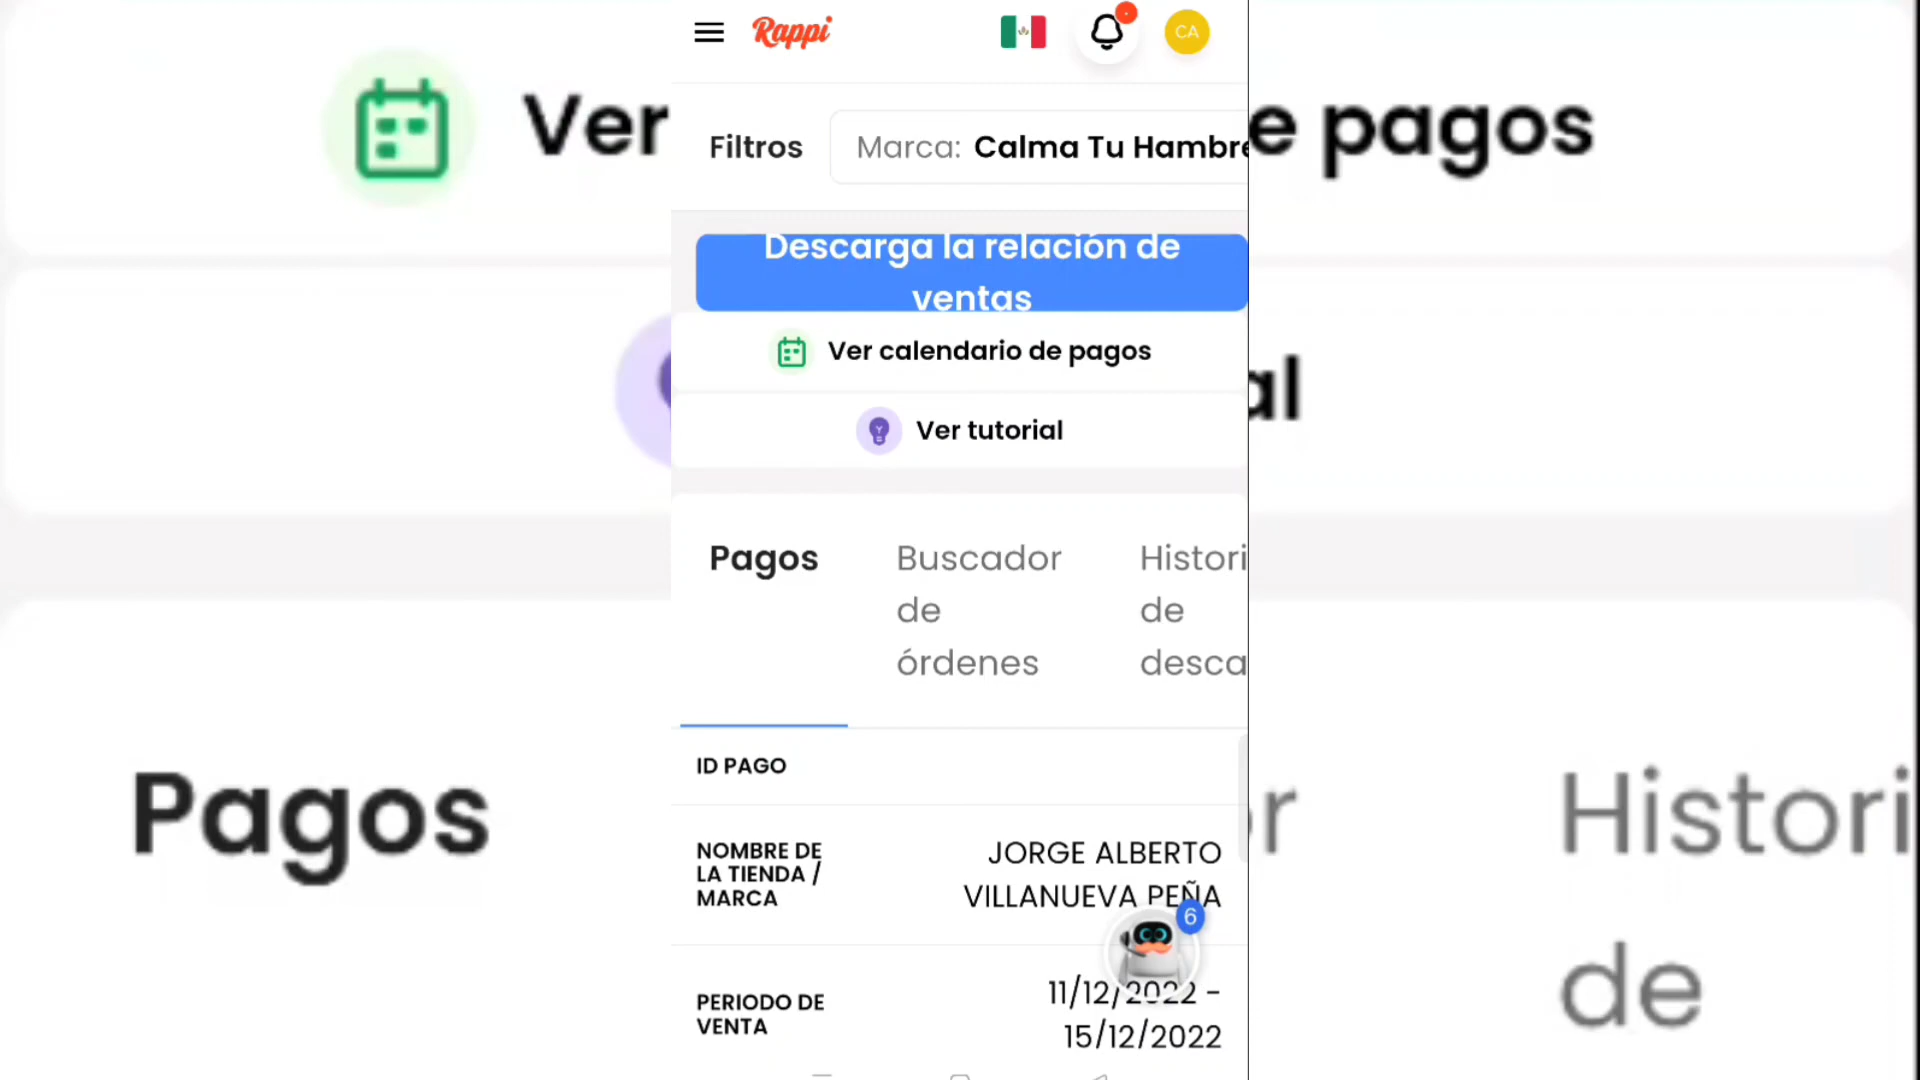 Rappi
CA
Filtros
Marca: Calma Tu Hambre
Descarga la relación de
ventas
Ver calendario de pagos
Ver tutorial
Pagos
Buscador
de
órdenes
Histori
de
desca
ID PAGO
NOMBRE DE
LA TIENDA /
MARCA
JORGE ALBERTO
VILLANUEVA PEÑA
6
PERIODO DE
VENTA
11/12/2022 -
15/12/2022
Ver
e pagos
al
Pagos
r
Histori
de